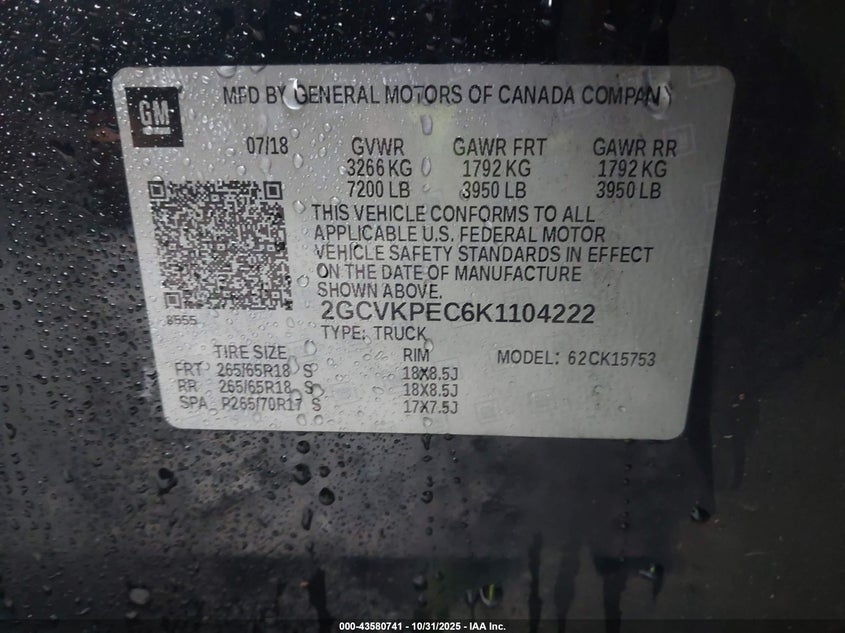 GM
MFD BY GENERAL MOTORS OF CANADA COMPANY
07/18 GVWR GAWR FRT GAWR RR
3266 KG 1792 KG 1792 KG
7200 LB 3950 LB 3950 LB
THIS VEHICLE CONFORMS TO ALL
APPLICABLE U.S. FEDERAL MOTOR
VEHICLE SAFETY STANDARDS IN EFFECT
ON THE DATE OF MANUFACTURE
SHOWN ABOVE.
8555
2GCVKPEC6K1104222
TYPE: TRUCK
TIRE SIZE RIM MODEL: 62CK15753
FRT 265/65R18 S 18X8.5J
RR 265/65R18 S 18X8.5J
SPA P265/70R17 S 17X7.5J
000-43580741 - 10/31/2025 - IAA Inc.